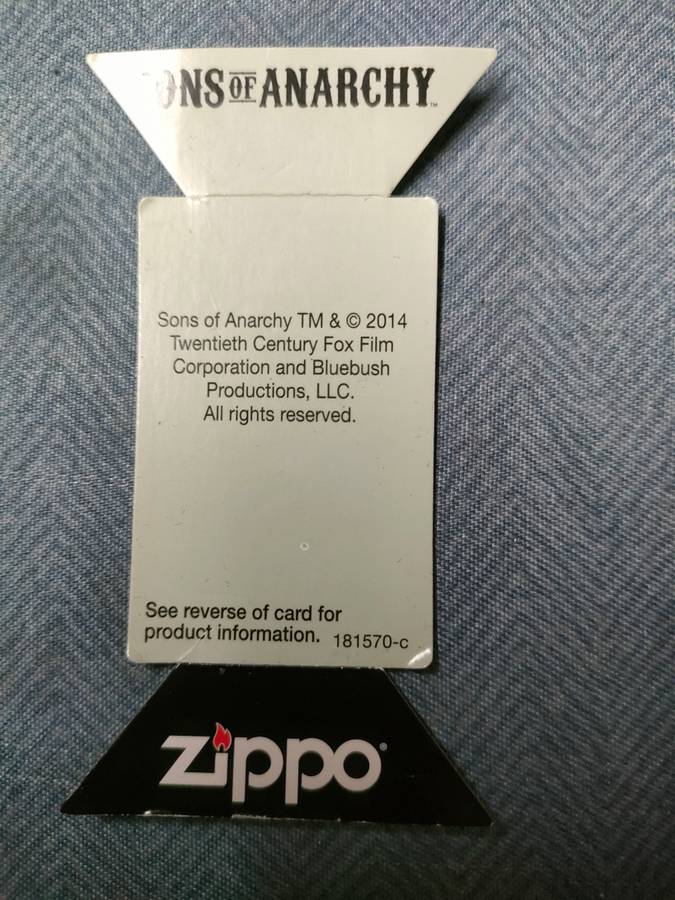 SONS OF ANARCHY™
Sons of Anarchy TM & © 2014
Twentieth Century Fox Film
Corporation and Bluebush
Productions, LLC.
All rights reserved.
See reverse of card for
product information. 181570-c
zippo®